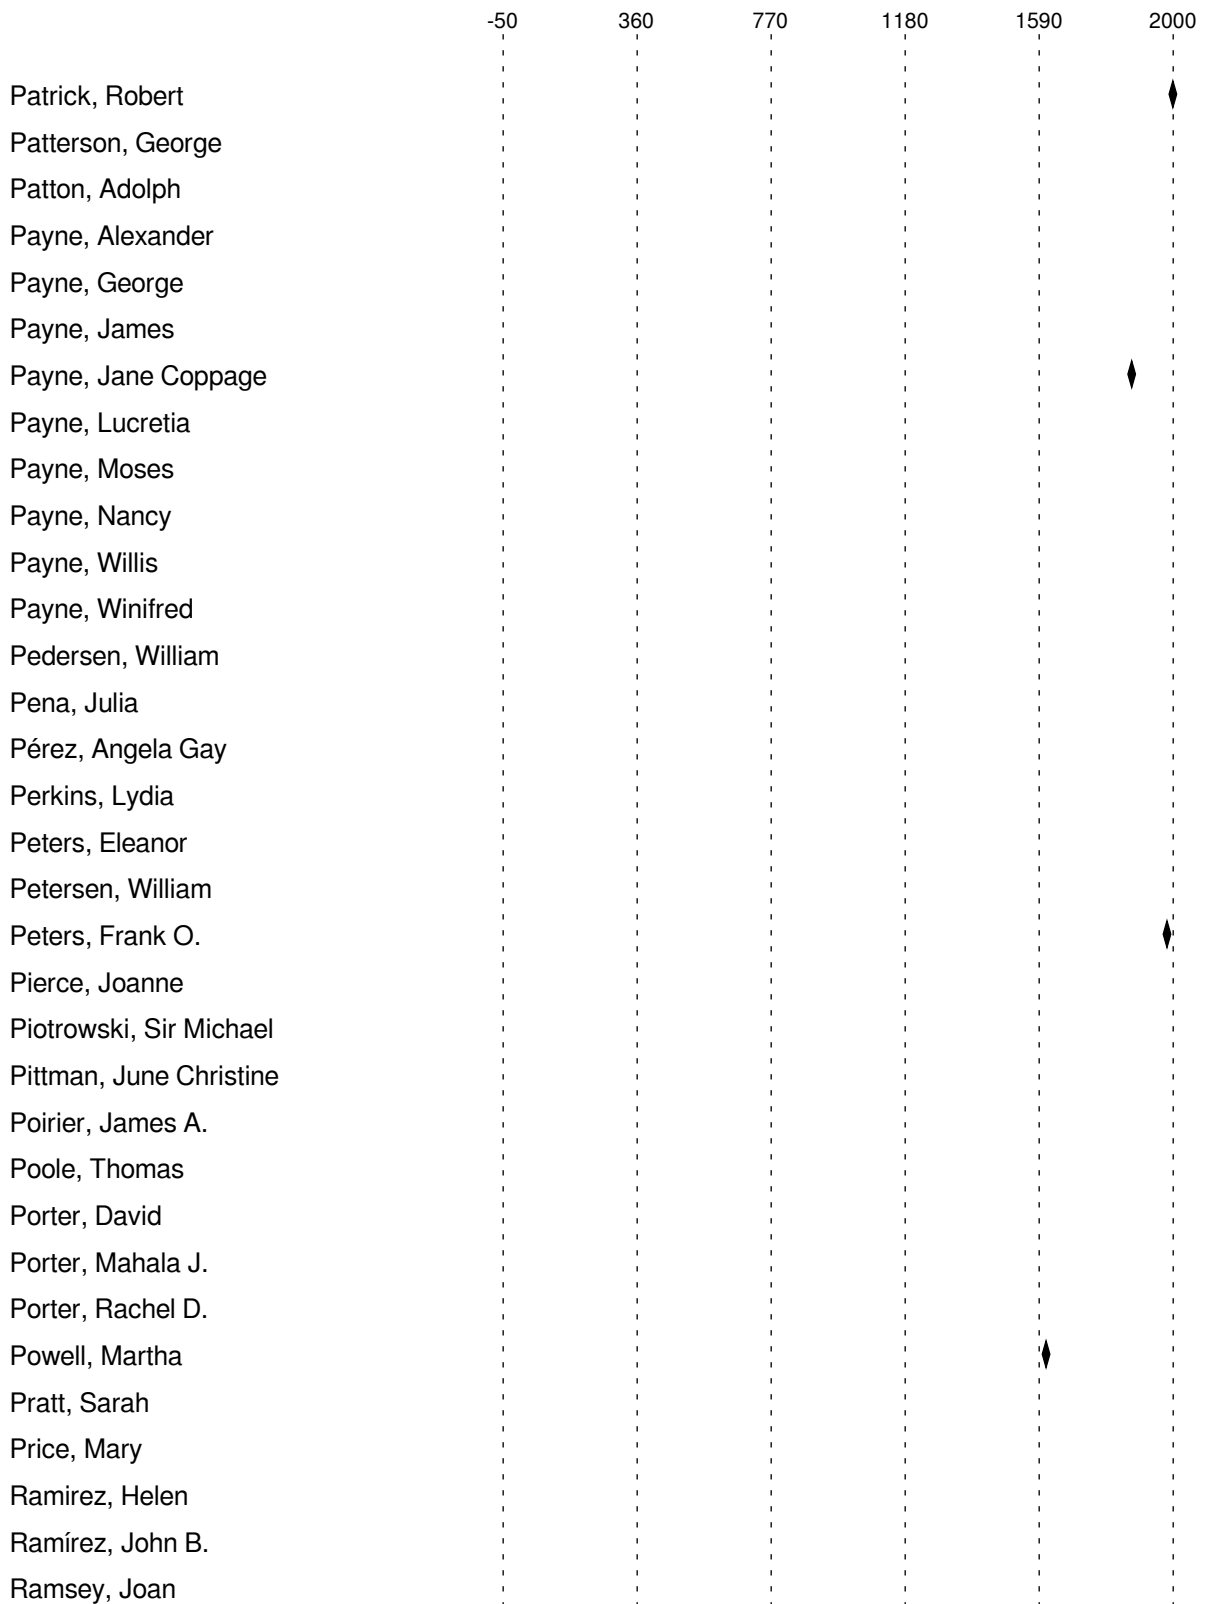 -50 360 770 1180 1590 2000
Patrick, Robert
Patterson, George
Patton, Adolph
Payne, Alexander
Payne, George
Payne, James
Payne, Jane Coppage
Payne, Lucretia
Payne, Moses
Payne, Nancy
Payne, Willis
Payne, Winifred
Pedersen, William
Pena, Julia
Pérez, Angela Gay
Perkins, Lydia
Peters, Eleanor
Petersen, William
Peters, Frank O.
Pierce, Joanne
Piotrowski, Sir Michael
Pittman, June Christine
Poirier, James A.
Poole, Thomas
Porter, David
Porter, Mahala J.
Porter, Rachel D.
Powell, Martha
Pratt, Sarah
Price, Mary
Ramirez, Helen
Ramírez, John B.
Ramsey, Joan